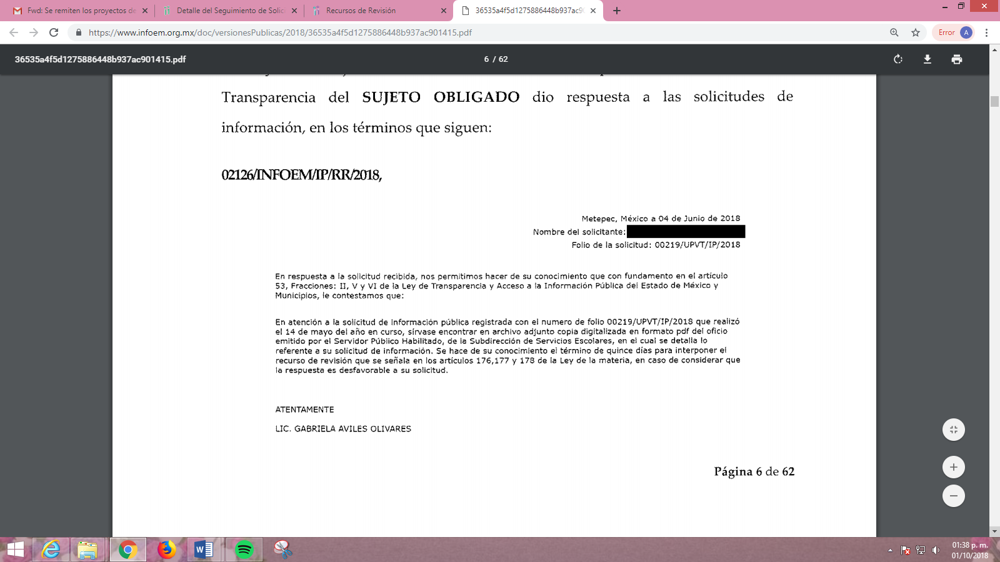 Fwd: Se remiten los proyectos de
Detalle del Seguimiento de Solic
Recursos de Revisión
36535a4f5d1275886448b937ac90
https://www.infoem.org.mx/doc/versionesPublicas/2018/36535a4f5d1275886448b937ac901415.pdf
Error A
36535a4f5d1275886448b937ac901415.pdf
6 / 62
Transparencia del SUJETO OBLIGADO dio respuesta a las solicitudes de
información, en los términos que siguen:
02126/INFOEM/IP/RR/2018,
Metepec, México a 04 de Junio de 2018
Nombre del solicitante:
Folio de la solicitud: 00219/UPVT/IP/2018
En respuesta a la solicitud recibida, nos permitimos hacer de su conocimiento que con fundamento en el artículo
53, Fracciones: II, V y VI de la Ley de Transparencia y Acceso a la Información Pública del Estado de México y
Municipios, le contestamos que:
En atención a la solicitud de información pública registrada con el numero de folio 00219/UPVT/IP/2018 que realizó
el 14 de mayo del año en curso, sírvase encontrar en archivo adjunto copia digitalizada en formato pdf del oficio
emitido por el Servidor Público Habilitado, de la Subdirección de Servicios Escolares, en el cual se detalla lo
referente a su solicitud de información. Se hace de su conocimiento el término de quince días para interponer el
recurso de revisión que se señala en los artículos 176,177 y 178 de la Ley de la materia, en caso de considerar que
la respuesta es desfavorable a su solicitud.
ATENTAMENTE
LIC. GABRIELA AVILES OLIVARES
Página 6 de 62
01:38 p. m.
01/10/2018